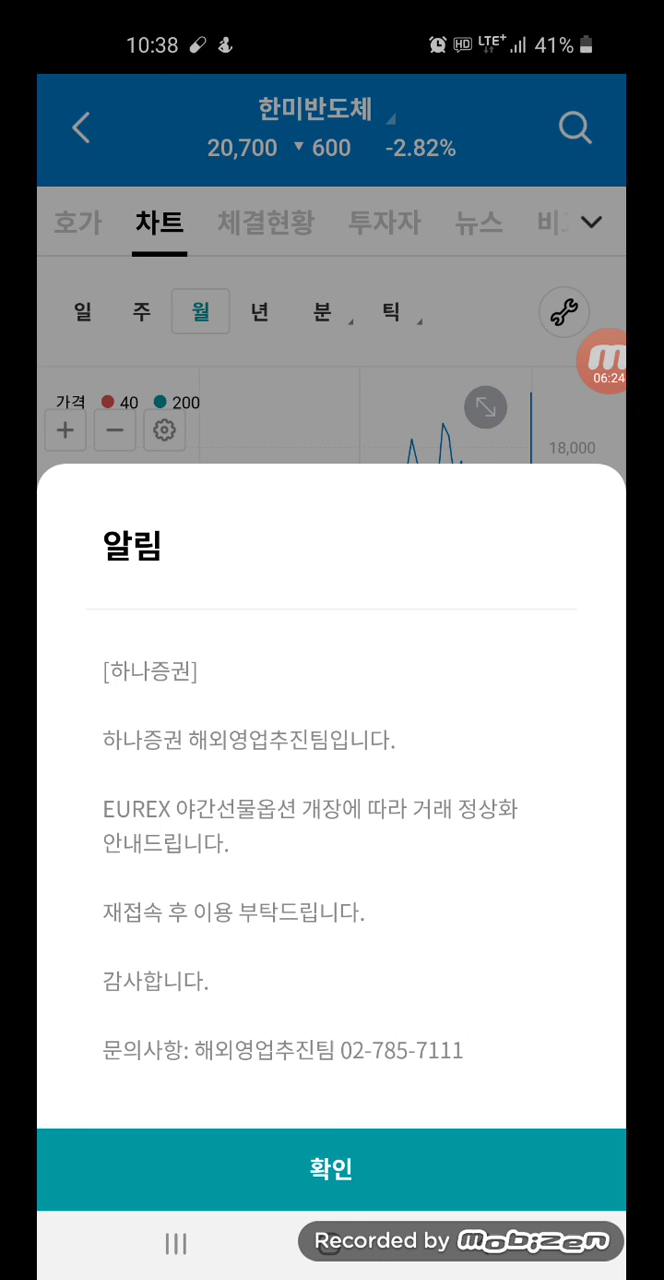 10:38 HD LTE+ 41%
한미반도체
20,700 ▼ 600 -2.82%
호가 차트 체결현황 투자자 뉴스
일 주 월 년 분 틱
m
06:24
가격 40 200
+ −
18,000
알림
[하나증권]
하나증권 해외영업추진팀입니다.
EUREX 야간선물옵션 개장에 따라 거래 정상화
안내드립니다.
재접속 후 이용 부탁드립니다.
감사합니다.
문의사항: 해외영업추진팀 02-785-7111
확인
Recorded by mobizen